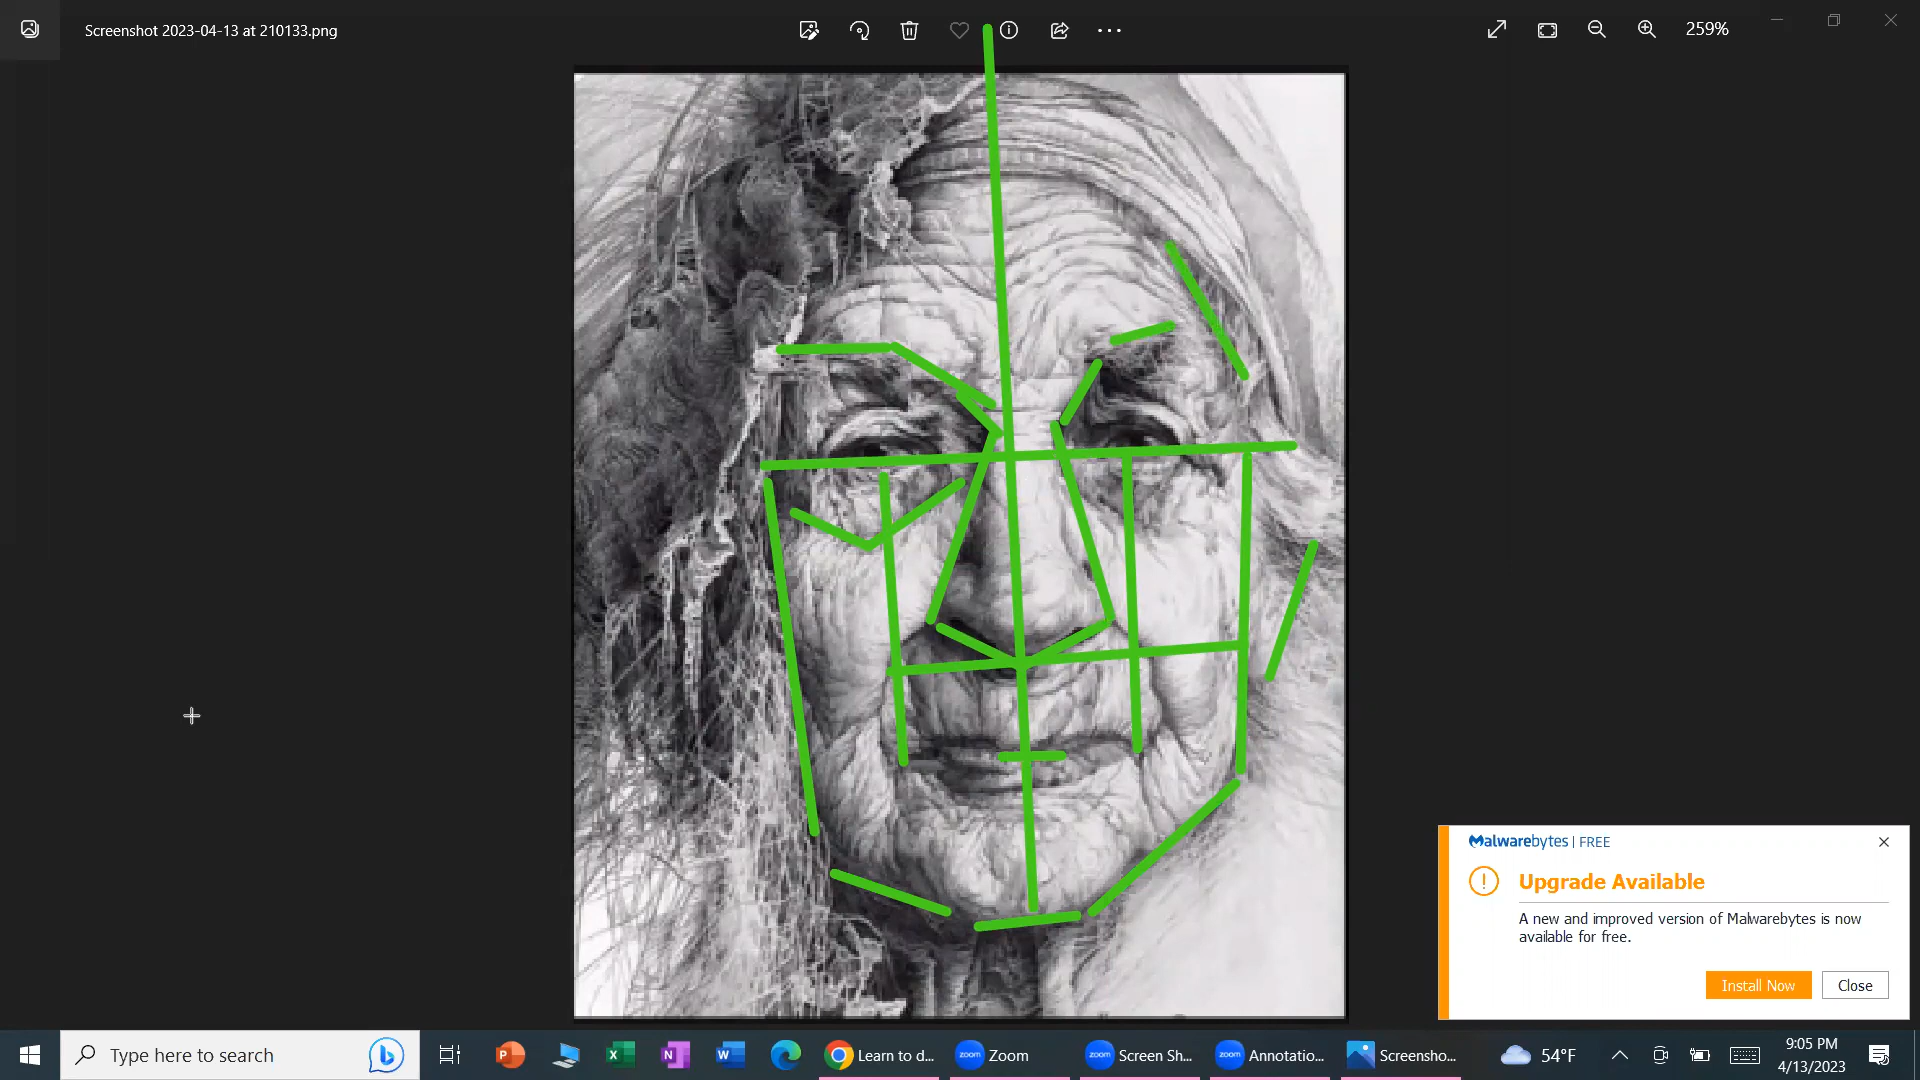 Screenshot 2023-04-13 at 210133.png
259%
Malwarebytes | FREE
Upgrade Available
A new and improved version of Malwarebytes is now
available for free.
Install Now
Close
Type here to search
Learn to d...
Zoom
Screen Sh...
Annotatio...
Screensho...
54°F
9:05 PM
4/13/2023